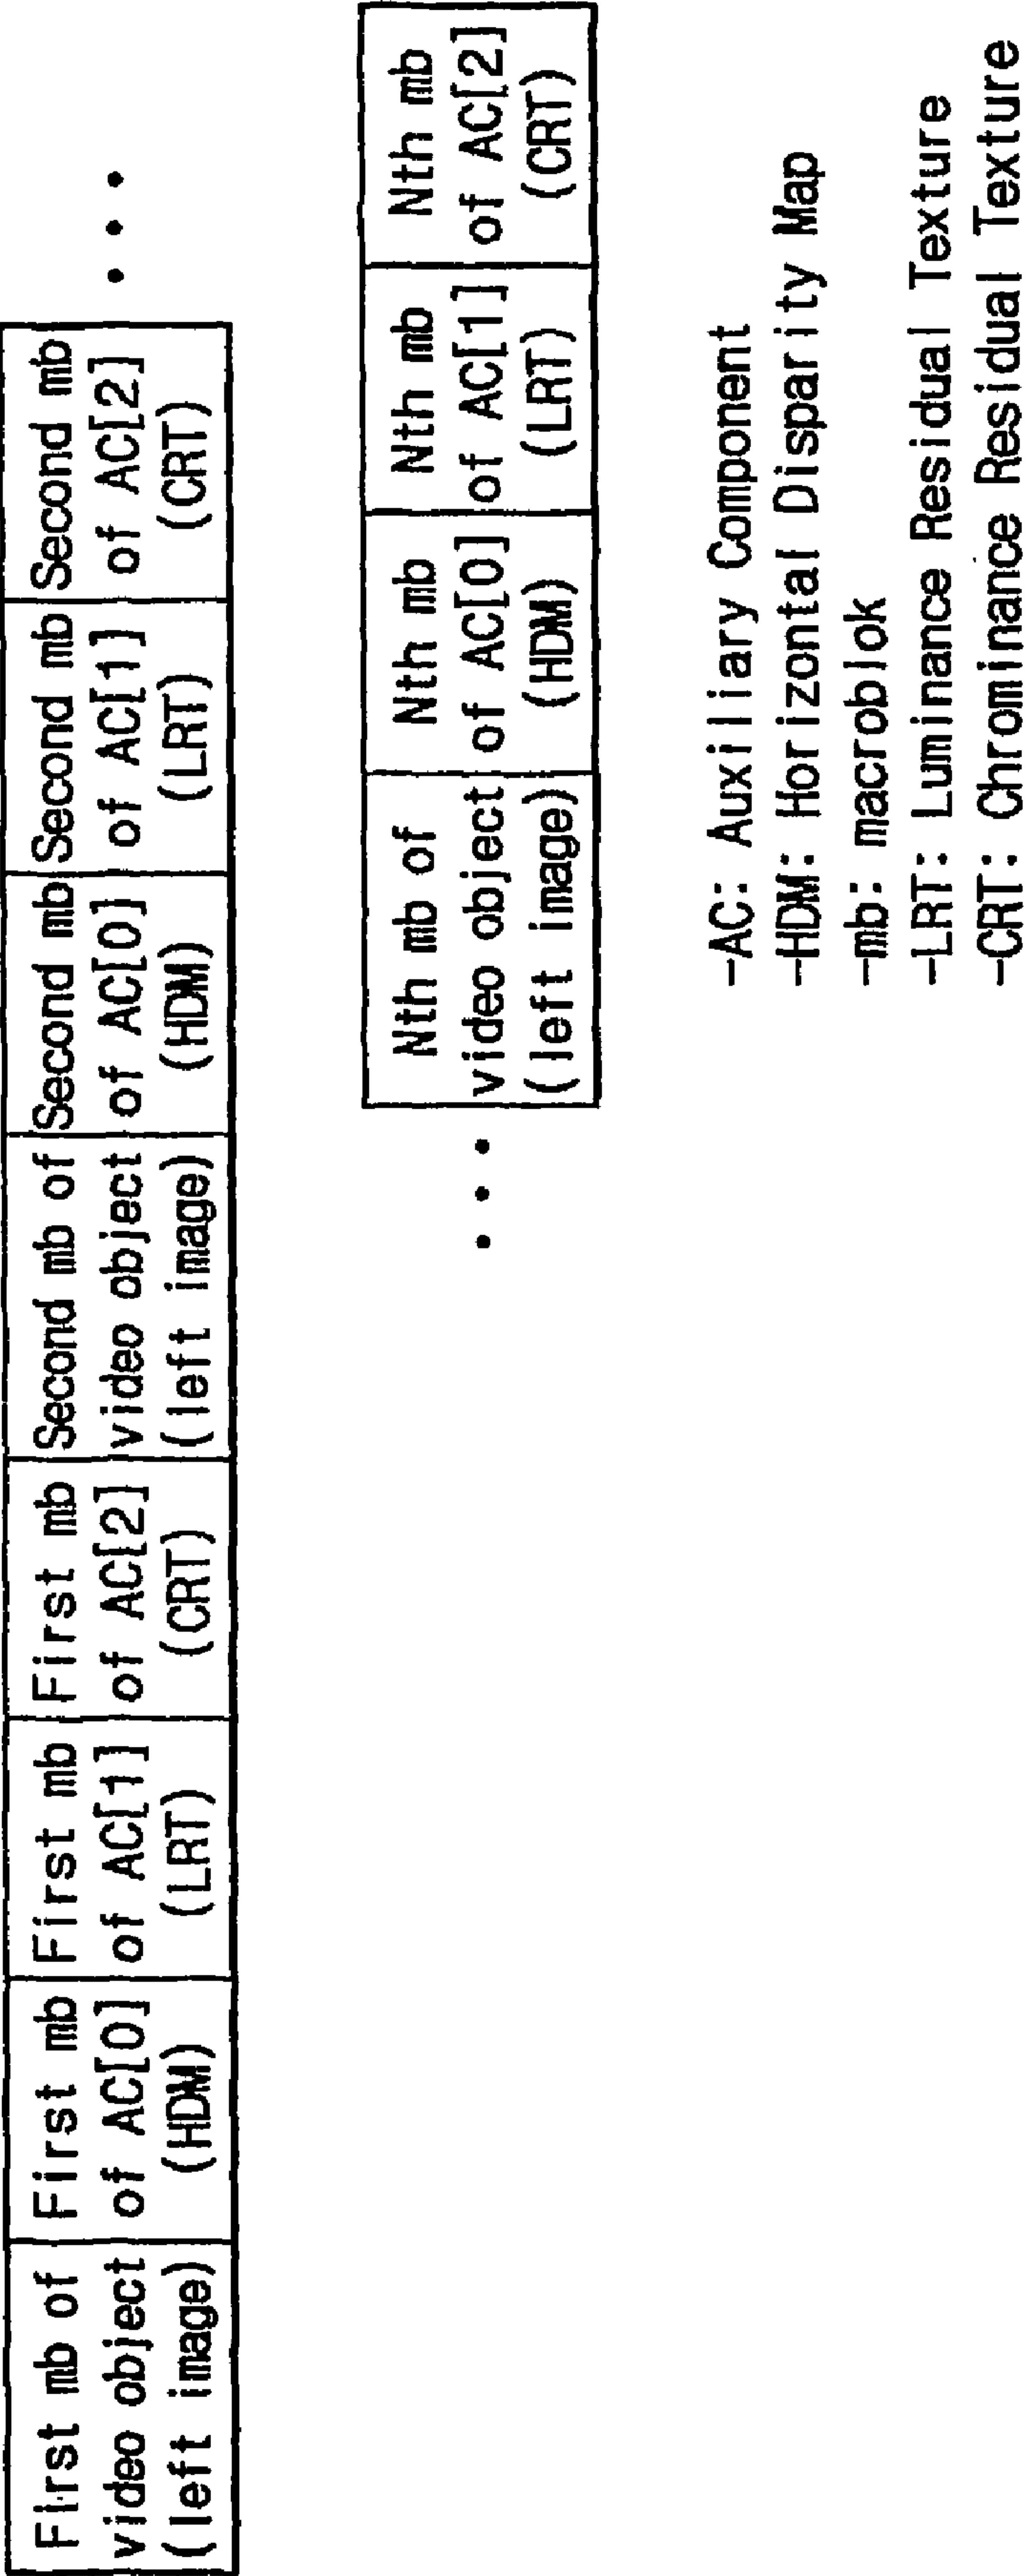 First mb of
video object
(left image)
First mb
of AC[0]
(HDM)
First mb
of AC[1]
(LRT)
First mb
of AC[2]
(CRT)
Second mb of
video object
(left image)
Second mb
of AC[0]
(HDM)
Second mb
of AC[1]
(LRT)
Second mb
of AC[2]
(CRT)
• • •
• • •
Nth mb of
video object
(left image)
Nth mb
of AC[0]
(HDM)
Nth mb
of AC[1]
(LRT)
Nth mb
of AC[2]
(CRT)
-AC: Auxiliary Component
-HDM: Horizontal Disparity Map
-mb: macroblok
-LRT: Luminance Residual Texture
-CRT: Chrominance Residual Texture